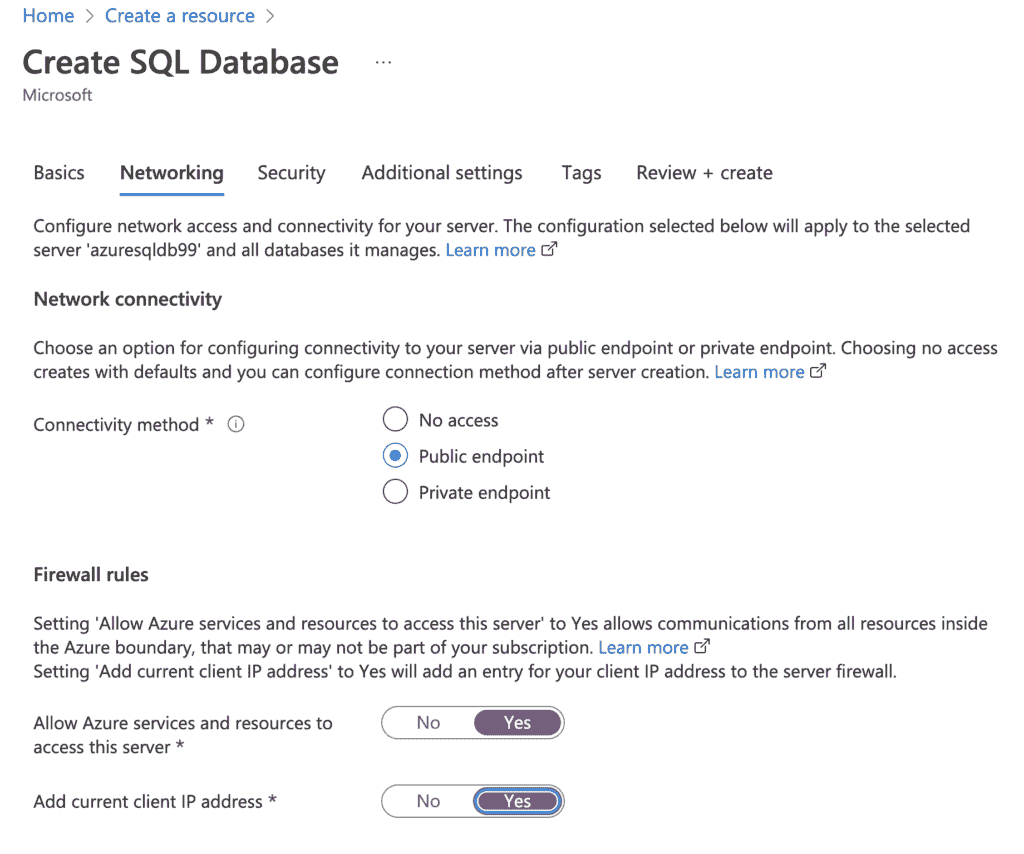 Home > Create a resource >
Create SQL Database ...
Microsoft
Basics Networking Security Additional settings Tags Review + create
Configure network access and connectivity for your server. The configuration selected below will apply to the selected
server 'azuresqldb99' and all databases it manages. Learn more
Network connectivity
Choose an option for configuring connectivity to your server via public endpoint or private endpoint. Choosing no access
creates with defaults and you can configure connection method after server creation. Learn more
Connectivity method *
No access
Public endpoint
Private endpoint
Firewall rules
Setting 'Allow Azure services and resources to access this server' to Yes allows communications from all resources inside
the Azure boundary, that may or may not be part of your subscription. Learn more
Setting 'Add current client IP address' to Yes will add an entry for your client IP address to the server firewall.
Allow Azure services and resources to
access this server *
No Yes
Add current client IP address * No Yes